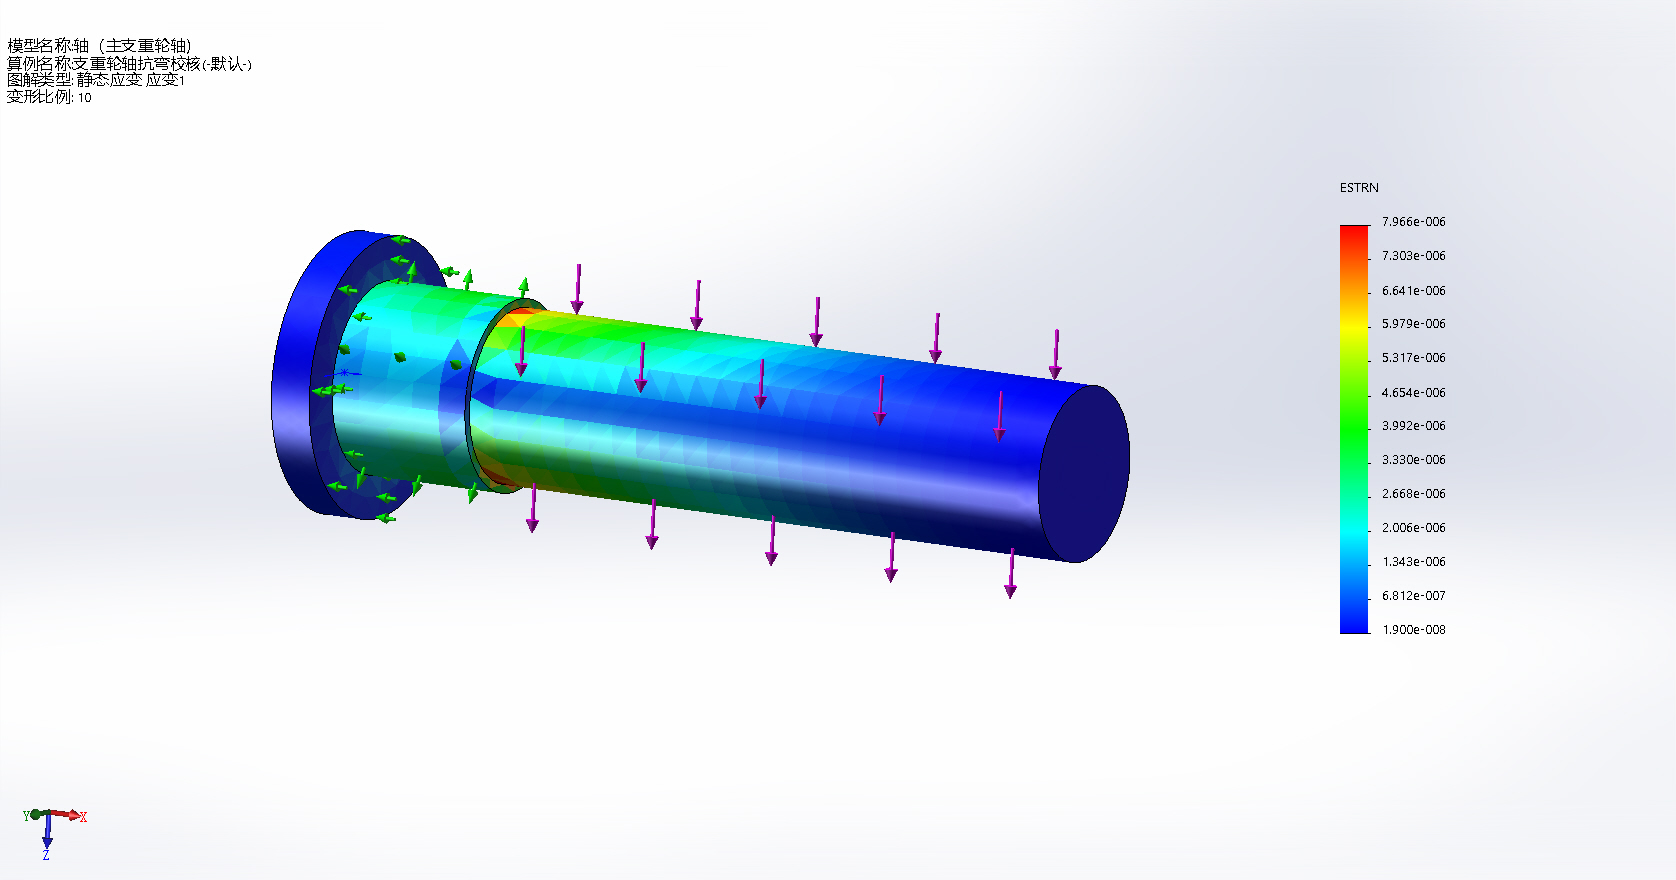 模型名称:轴（主支重轮轴)
算例名称:支重轮轴抗弯校核(-默认-)
图解类型: 静态应变 应变1
变形比例: 10
ESTRN
7.966e-006
7.303e-006
6.641e-006
5.979e-006
5.317e-006
4.654e-006
3.992e-006
3.330e-006
2.668e-006
2.006e-006
1.343e-006
6.812e-007
1.900e-008
Y X
Z